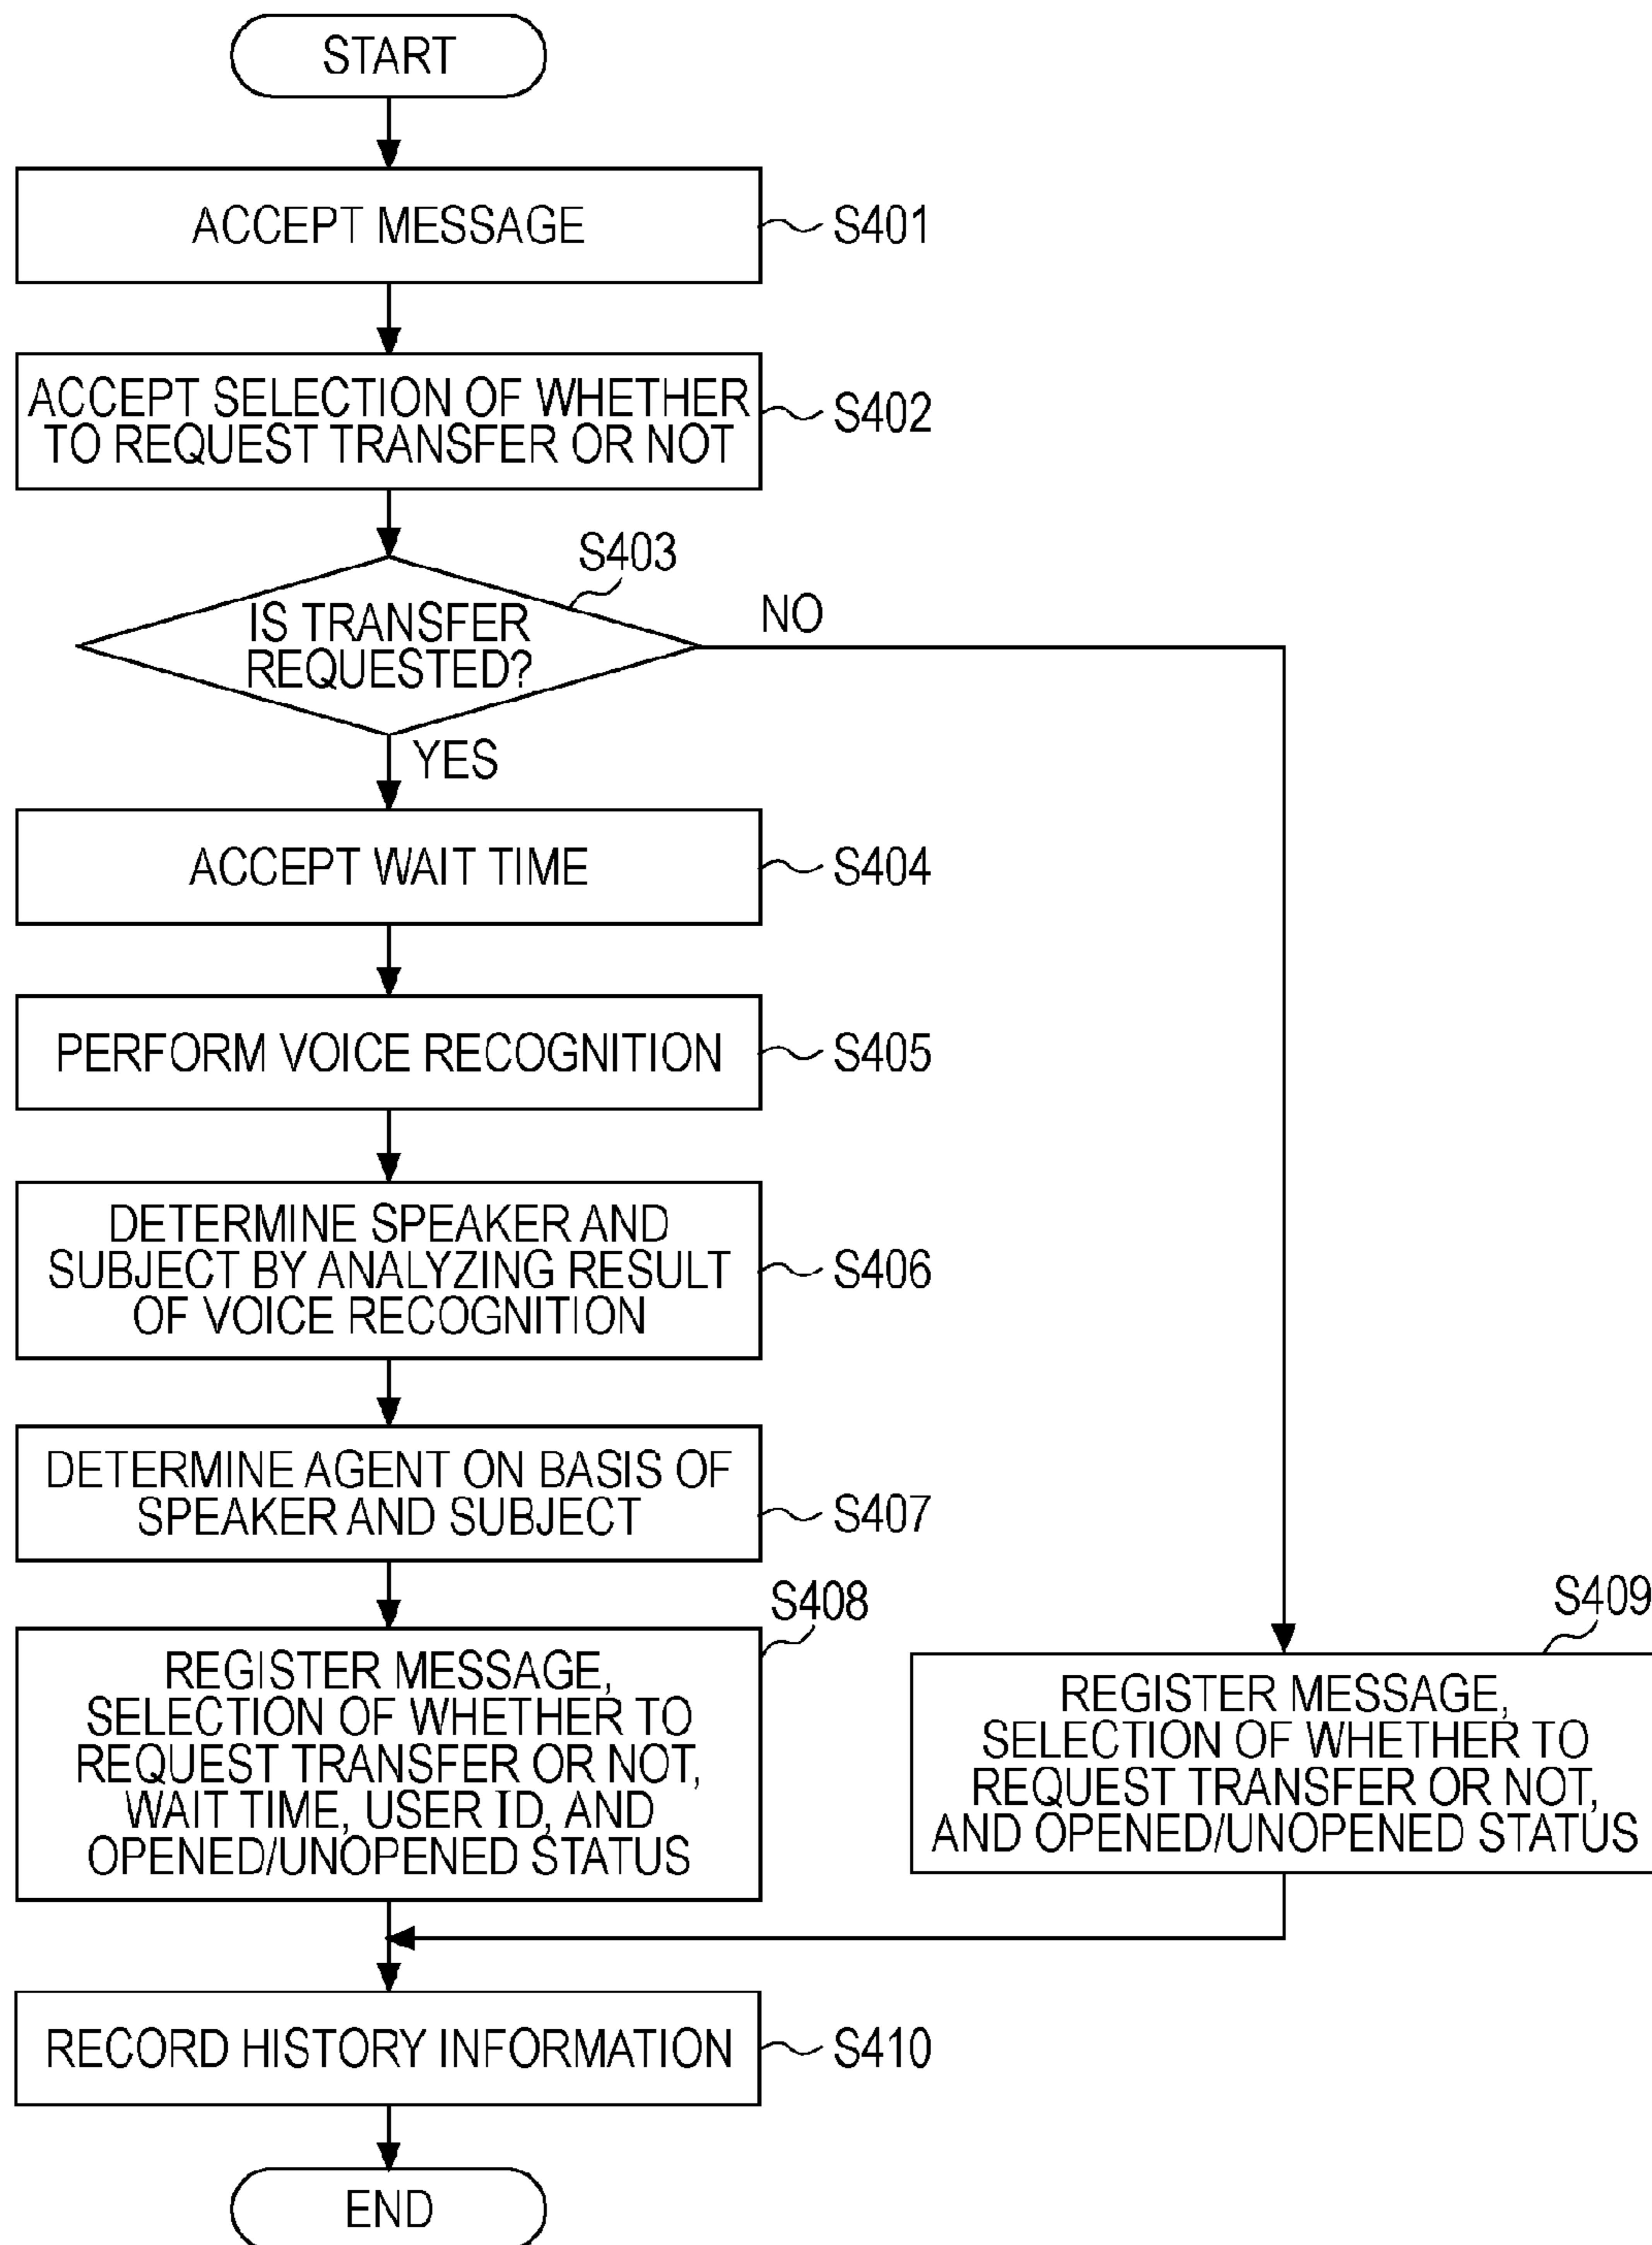 START
ACCEPT MESSAGE
S401
ACCEPT SELECTION OF WHETHER
TO REQUEST TRANSFER OR NOT
S402
S403
IS TRANSFER
REQUESTED?
NO
YES
ACCEPT WAIT TIME
S404
PERFORM VOICE RECOGNITION
S405
DETERMINE SPEAKER AND
SUBJECT BY ANALYZING RESULT
OF VOICE RECOGNITION
S406
DETERMINE AGENT ON BASIS OF
SPEAKER AND SUBJECT
S407
S408
REGISTER MESSAGE,
SELECTION OF WHETHER TO
REQUEST TRANSFER OR NOT,
WAIT TIME, USER ID, AND
OPENED/UNOPENED STATUS
S409
REGISTER MESSAGE,
SELECTION OF WHETHER TO
REQUEST TRANSFER OR NOT,
AND OPENED/UNOPENED STATUS
RECORD HISTORY INFORMATION
S410
END